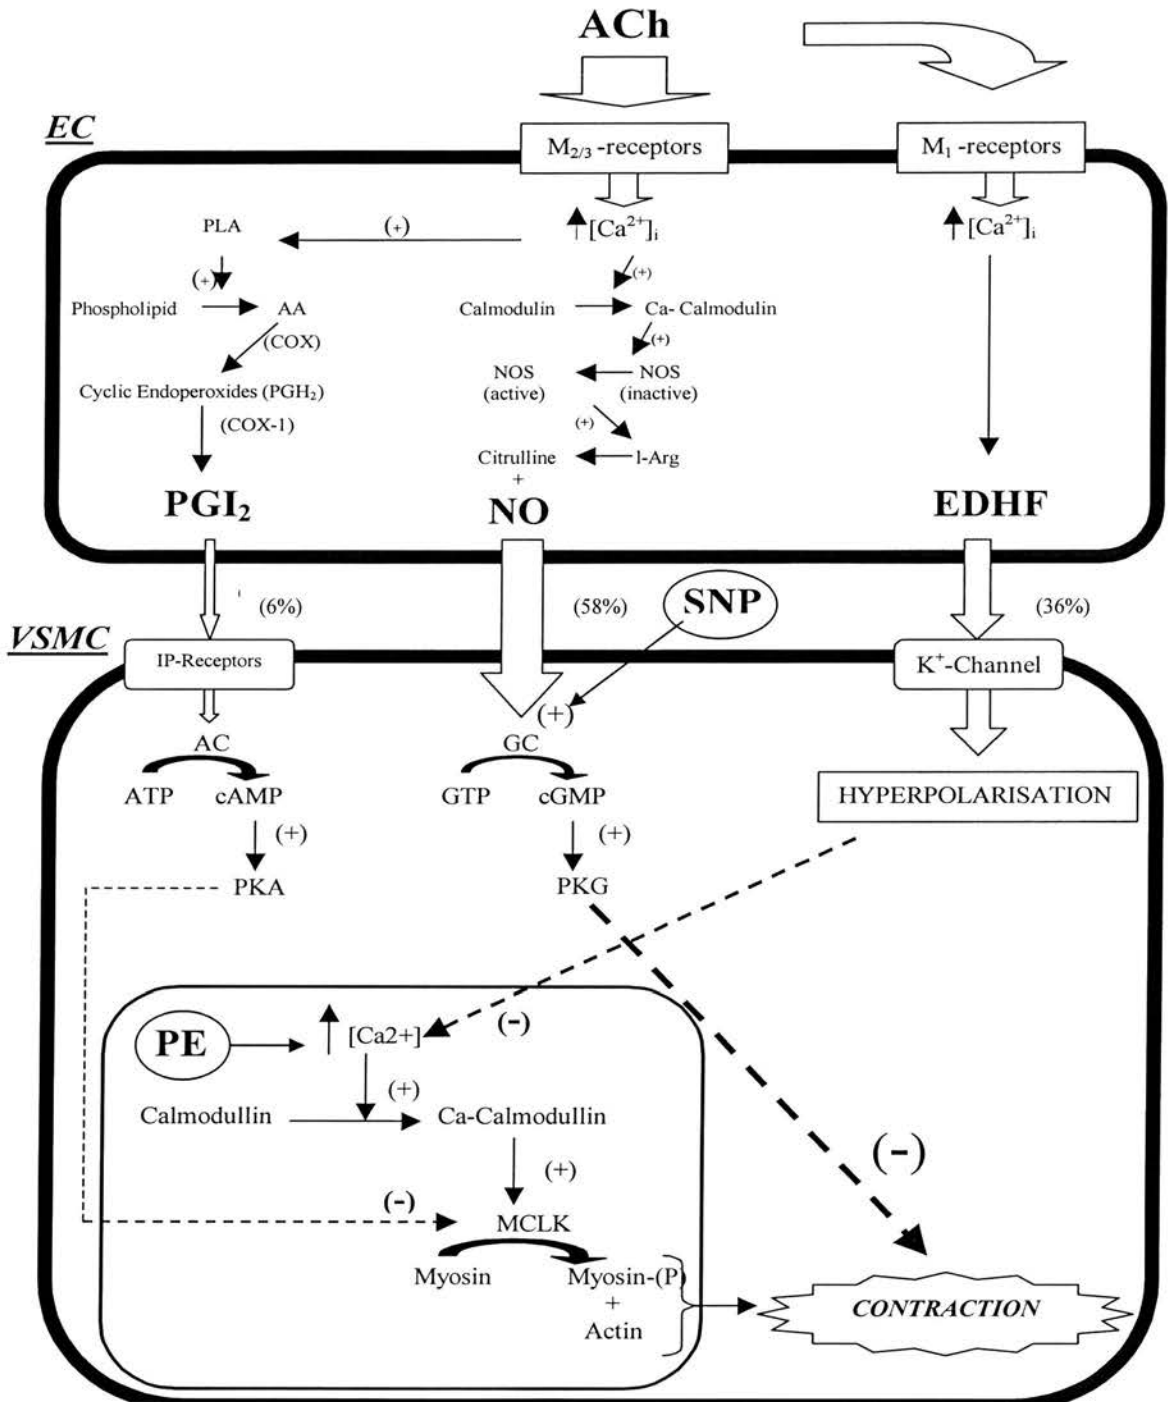 ACh
EC
M2/3 -receptors
M1 -receptors
PLA
(+)
[Ca2+]i
[Ca2+]i
(+)
(+)
Phospholipid
AA
Calmodulin
Ca- Calmodulin
(COX)
(+)
NOS
(active)
NOS
(inactive)
Cyclic Endoperoxides (PGH2)
(COX-1)
(+)
Citrulline
l-Arg
+
PGI2
NO
EDHF
(6%)
(58%)
SNP
(36%)
VSMC
IP-Receptors
K+-Channel
(+)
AC
GC
ATP
cAMP
GTP
cGMP
HYPERPOLARISATION
(+)
(+)
PKA
PKG
PE
[Ca2+]
(-)
(+)
Calmodullin
Ca-Calmodullin
(-)
(+)
(-)
MCLK
Myosin
Myosin-(P)
+
Actin
CONTRACTION